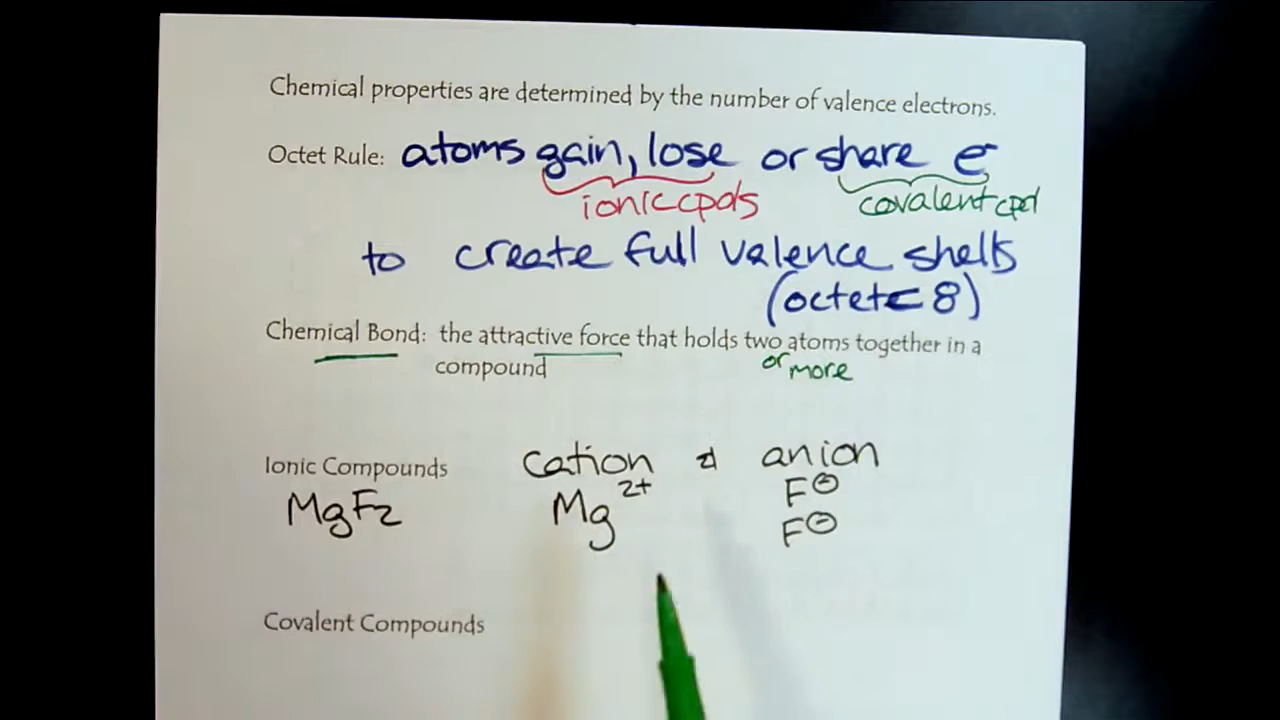 Chemical properties are determined by the number of valence electrons.
Octet Rule: atoms gain, lose or share e⁻
ionic cpds covalent cpd
to create full valence shells
(octet = 8)
Chemical Bond: the attractive force that holds two atoms together in a
or more
compound
Ionic Compounds cation & anion
MgF₂ Mg²⁺ F⊖
F⊖
Covalent Compounds